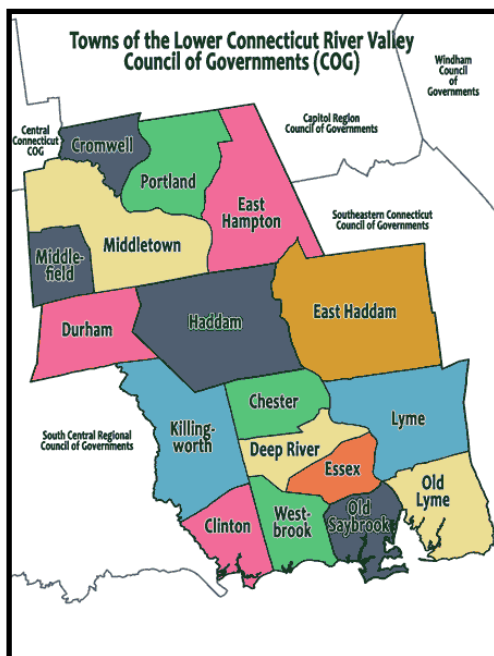 Towns of the Lower Connecticut River Valley
Council of Governments (COG)
Windham
Council
of
Governments
Capitol Region
Council of Governments
Central
Connecticut
COG
Cromwell
Portland
East
Hampton
Southeastern Connecticut
Council of Governments
Middletown
Middle-
field
East Haddam
Haddam
Durham
Chester
Lyme
Killing-
worth
South Central Regional
Council of Governments
Deep River
Essex
Old
Lyme
West-
brook
Old
Saybrook
Clinton